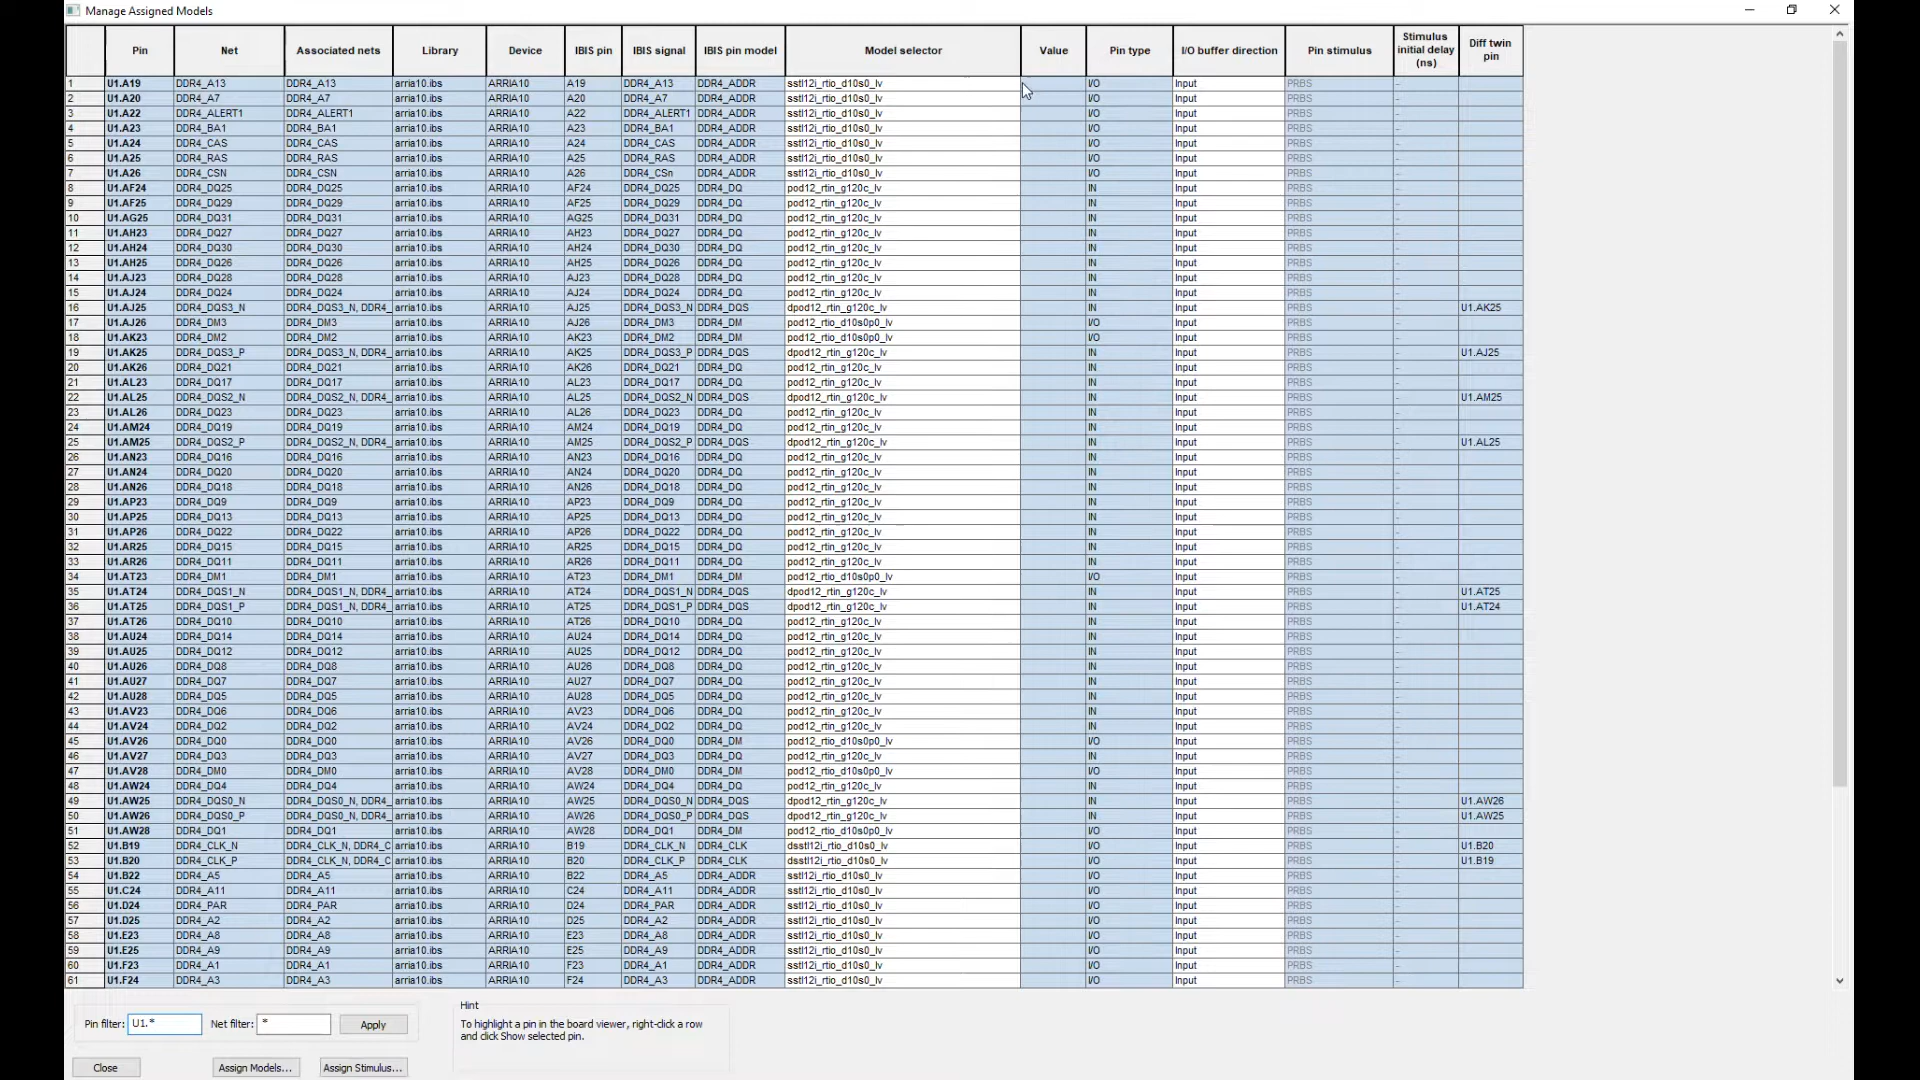 Manage Assigned Models
Pin Net Associated nets Library Device IBIS pin IBIS signal IBIS pin model Model selector Value Pin type I/O buffer direction Pin stimulus Stimulus initial delay (ns) Diff twin pin
1 U1.A19 DDR4_A13 DDR4_A13 arria10.ibs ARRIA10 A19 DDR4_A13 DDR4_ADDR sstl12i_rtio_d10s0_lv I/O Input PRBS -
2 U1.A20 DDR4_A7 DDR4_A7 arria10.ibs ARRIA10 A20 DDR4_A7 DDR4_ADDR sstl12i_rtio_d10s0_lv I/O Input PRBS -
3 U1.A22 DDR4_ALERT1 DDR4_ALERT1 arria10.ibs ARRIA10 A22 DDR4_ALERT1 DDR4_ADDR sstl12i_rtio_d10s0_lv I/O Input PRBS -
4 U1.A23 DDR4_BA1 DDR4_BA1 arria10.ibs ARRIA10 A23 DDR4_BA1 DDR4_ADDR sstl12i_rtio_d10s0_lv I/O Input PRBS -
5 U1.A24 DDR4_CAS DDR4_CAS arria10.ibs ARRIA10 A24 DDR4_CAS DDR4_ADDR sstl12i_rtio_d10s0_lv I/O Input PRBS -
6 U1.A25 DDR4_RAS DDR4_RAS arria10.ibs ARRIA10 A25 DDR4_RAS DDR4_ADDR sstl12i_rtio_d10s0_lv I/O Input PRBS -
7 U1.A26 DDR4_CSN DDR4_CSN arria10.ibs ARRIA10 A26 DDR4_CSn DDR4_ADDR sstl12i_rtio_d10s0_lv I/O Input PRBS -
8 U1.AF24 DDR4_DQ25 DDR4_DQ25 arria10.ibs ARRIA10 AF24 DDR4_DQ25 DDR4_DQ pod12_rtin_g120c_lv IN Input PRBS -
9 U1.AF25 DDR4_DQ29 DDR4_DQ29 arria10.ibs ARRIA10 AF25 DDR4_DQ29 DDR4_DQ pod12_rtin_g120c_lv IN Input PRBS -
10 U1.AG25 DDR4_DQ31 DDR4_DQ31 arria10.ibs ARRIA10 AG25 DDR4_DQ31 DDR4_DQ pod12_rtin_g120c_lv IN Input PRBS -
11 U1.AH23 DDR4_DQ27 DDR4_DQ27 arria10.ibs ARRIA10 AH23 DDR4_DQ27 DDR4_DQ pod12_rtin_g120c_lv IN Input PRBS -
12 U1.AH24 DDR4_DQ30 DDR4_DQ30 arria10.ibs ARRIA10 AH24 DDR4_DQ30 DDR4_DQ pod12_rtin_g120c_lv IN Input PRBS -
13 U1.AH25 DDR4_DQ26 DDR4_DQ26 arria10.ibs ARRIA10 AH25 DDR4_DQ26 DDR4_DQ pod12_rtin_g120c_lv IN Input PRBS -
14 U1.AJ23 DDR4_DQ28 DDR4_DQ28 arria10.ibs ARRIA10 AJ23 DDR4_DQ28 DDR4_DQ pod12_rtin_g120c_lv IN Input PRBS -
15 U1.AJ24 DDR4_DQ24 DDR4_DQ24 arria10.ibs ARRIA10 AJ24 DDR4_DQ24 DDR4_DQ pod12_rtin_g120c_lv IN Input PRBS -
16 U1.AJ25 DDR4_DQS3_N DDR4_DQS3_N, DDR4_ arria10.ibs ARRIA10 AJ25 DDR4_DQS3_N DDR4_DQS dpod12_rtin_g120c_lv IN Input PRBS - U1.AK25
17 U1.AJ26 DDR4_DM3 DDR4_DM3 arria10.ibs ARRIA10 AJ26 DDR4_DM3 DDR4_DM pod12_rtio_d10s0p0_lv I/O Input PRBS -
18 U1.AK23 DDR4_DM2 DDR4_DM2 arria10.ibs ARRIA10 AK23 DDR4_DM2 DDR4_DM pod12_rtio_d10s0p0_lv I/O Input PRBS -
19 U1.AK25 DDR4_DQS3_P DDR4_DQS3_N, DDR4_ arria10.ibs ARRIA10 AK25 DDR4_DQS3_P DDR4_DQS dpod12_rtin_g120c_lv IN Input PRBS - U1.AJ25
20 U1.AK26 DDR4_DQ21 DDR4_DQ21 arria10.ibs ARRIA10 AK26 DDR4_DQ21 DDR4_DQ pod12_rtin_g120c_lv IN Input PRBS -
21 U1.AL23 DDR4_DQ17 DDR4_DQ17 arria10.ibs ARRIA10 AL23 DDR4_DQ17 DDR4_DQ pod12_rtin_g120c_lv IN Input PRBS -
22 U1.AL25 DDR4_DQS2_N DDR4_DQS2_N, DDR4_ arria10.ibs ARRIA10 AL25 DDR4_DQS2_N DDR4_DQS dpod12_rtin_g120c_lv IN Input PRBS - U1.AM25
23 U1.AL26 DDR4_DQ23 DDR4_DQ23 arria10.ibs ARRIA10 AL26 DDR4_DQ23 DDR4_DQ pod12_rtin_g120c_lv IN Input PRBS -
24 U1.AM24 DDR4_DQ19 DDR4_DQ19 arria10.ibs ARRIA10 AM24 DDR4_DQ19 DDR4_DQ pod12_rtin_g120c_lv IN Input PRBS -
25 U1.AM25 DDR4_DQS2_P DDR4_DQS2_N, DDR4_ arria10.ibs ARRIA10 AM25 DDR4_DQS2_P DDR4_DQS dpod12_rtin_g120c_lv IN Input PRBS - U1.AL25
26 U1.AN23 DDR4_DQ16 DDR4_DQ16 arria10.ibs ARRIA10 AN23 DDR4_DQ16 DDR4_DQ pod12_rtin_g120c_lv IN Input PRBS -
27 U1.AN24 DDR4_DQ20 DDR4_DQ20 arria10.ibs ARRIA10 AN24 DDR4_DQ20 DDR4_DQ pod12_rtin_g120c_lv IN Input PRBS -
28 U1.AN26 DDR4_DQ18 DDR4_DQ18 arria10.ibs ARRIA10 AN26 DDR4_DQ18 DDR4_DQ pod12_rtin_g120c_lv IN Input PRBS -
29 U1.AP23 DDR4_DQ9 DDR4_DQ9 arria10.ibs ARRIA10 AP23 DDR4_DQ9 DDR4_DQ pod12_rtin_g120c_lv IN Input PRBS -
30 U1.AP25 DDR4_DQ13 DDR4_DQ13 arria10.ibs ARRIA10 AP25 DDR4_DQ13 DDR4_DQ pod12_rtin_g120c_lv IN Input PRBS -
31 U1.AP26 DDR4_DQ22 DDR4_DQ22 arria10.ibs ARRIA10 AP26 DDR4_DQ22 DDR4_DQ pod12_rtin_g120c_lv IN Input PRBS -
32 U1.AR25 DDR4_DQ15 DDR4_DQ15 arria10.ibs ARRIA10 AR25 DDR4_DQ15 DDR4_DQ pod12_rtin_g120c_lv IN Input PRBS -
33 U1.AR26 DDR4_DQ11 DDR4_DQ11 arria10.ibs ARRIA10 AR26 DDR4_DQ11 DDR4_DQ pod12_rtin_g120c_lv IN Input PRBS -
34 U1.AT23 DDR4_DM1 DDR4_DM1 arria10.ibs ARRIA10 AT23 DDR4_DM1 DDR4_DM pod12_rtio_d10s0p0_lv I/O Input PRBS -
35 U1.AT24 DDR4_DQS1_N DDR4_DQS1_N, DDR4_ arria10.ibs ARRIA10 AT24 DDR4_DQS1_N DDR4_DQS dpod12_rtin_g120c_lv IN Input PRBS - U1.AT25
36 U1.AT25 DDR4_DQS1_P DDR4_DQS1_N, DDR4_ arria10.ibs ARRIA10 AT25 DDR4_DQS1_P DDR4_DQS dpod12_rtin_g120c_lv IN Input PRBS - U1.AT24
37 U1.AT26 DDR4_DQ10 DDR4_DQ10 arria10.ibs ARRIA10 AT26 DDR4_DQ10 DDR4_DQ pod12_rtin_g120c_lv IN Input PRBS -
38 U1.AU24 DDR4_DQ14 DDR4_DQ14 arria10.ibs ARRIA10 AU24 DDR4_DQ14 DDR4_DQ pod12_rtin_g120c_lv IN Input PRBS -
39 U1.AU25 DDR4_DQ12 DDR4_DQ12 arria10.ibs ARRIA10 AU25 DDR4_DQ12 DDR4_DQ pod12_rtin_g120c_lv IN Input PRBS -
40 U1.AU26 DDR4_DQ8 DDR4_DQ8 arria10.ibs ARRIA10 AU26 DDR4_DQ8 DDR4_DQ pod12_rtin_g120c_lv IN Input PRBS -
41 U1.AU27 DDR4_DQ7 DDR4_DQ7 arria10.ibs ARRIA10 AU27 DDR4_DQ7 DDR4_DQ pod12_rtin_g120c_lv IN Input PRBS -
42 U1.AU28 DDR4_DQ5 DDR4_DQ5 arria10.ibs ARRIA10 AU28 DDR4_DQ5 DDR4_DQ pod12_rtin_g120c_lv IN Input PRBS -
43 U1.AV23 DDR4_DQ6 DDR4_DQ6 arria10.ibs ARRIA10 AV23 DDR4_DQ6 DDR4_DQ pod12_rtin_g120c_lv IN Input PRBS -
44 U1.AV24 DDR4_DQ2 DDR4_DQ2 arria10.ibs ARRIA10 AV24 DDR4_DQ2 DDR4_DQ pod12_rtin_g120c_lv IN Input PRBS -
45 U1.AV26 DDR4_DQ0 DDR4_DQ0 arria10.ibs ARRIA10 AV26 DDR4_DQ0 DDR4_DM pod12_rtio_d10s0p0_lv I/O Input PRBS -
46 U1.AV27 DDR4_DQ3 DDR4_DQ3 arria10.ibs ARRIA10 AV27 DDR4_DQ3 DDR4_DQ pod12_rtin_g120c_lv IN Input PRBS -
47 U1.AV28 DDR4_DM0 DDR4_DM0 arria10.ibs ARRIA10 AV28 DDR4_DM0 DDR4_DM pod12_rtio_d10s0p0_lv I/O Input PRBS -
48 U1.AW24 DDR4_DQ4 DDR4_DQ4 arria10.ibs ARRIA10 AW24 DDR4_DQ4 DDR4_DQ pod12_rtin_g120c_lv IN Input PRBS -
49 U1.AW25 DDR4_DQS0_N DDR4_DQS0_N, DDR4_ arria10.ibs ARRIA10 AW25 DDR4_DQS0_N DDR4_DQS dpod12_rtin_g120c_lv IN Input PRBS - U1.AW26
50 U1.AW26 DDR4_DQS0_P DDR4_DQS0_N, DDR4_ arria10.ibs ARRIA10 AW26 DDR4_DQS0_P DDR4_DQS dpod12_rtin_g120c_lv IN Input PRBS - U1.AW25
51 U1.AW28 DDR4_DQ1 DDR4_DQ1 arria10.ibs ARRIA10 AW28 DDR4_DQ1 DDR4_DM pod12_rtio_d10s0p0_lv I/O Input PRBS -
52 U1.B19 DDR4_CLK_N DDR4_CLK_N, DDR4_C arria10.ibs ARRIA10 B19 DDR4_CLK_N DDR4_CLK dsstl12i_rtio_d10s0_lv I/O Input PRBS - U1.B20
53 U1.B20 DDR4_CLK_P DDR4_CLK_N, DDR4_C arria10.ibs ARRIA10 B20 DDR4_CLK_P DDR4_CLK dsstl12i_rtio_d10s0_lv I/O Input PRBS - U1.B19
54 U1.B22 DDR4_A5 DDR4_A5 arria10.ibs ARRIA10 B22 DDR4_A5 DDR4_ADDR sstl12i_rtio_d10s0_lv I/O Input PRBS -
55 U1.C24 DDR4_A11 DDR4_A11 arria10.ibs ARRIA10 C24 DDR4_A11 DDR4_ADDR sstl12i_rtio_d10s0_lv I/O Input PRBS -
56 U1.D24 DDR4_PAR DDR4_PAR arria10.ibs ARRIA10 D24 DDR4_PAR DDR4_ADDR sstl12i_rtio_d10s0_lv I/O Input PRBS -
57 U1.D25 DDR4_A2 DDR4_A2 arria10.ibs ARRIA10 D25 DDR4_A2 DDR4_ADDR sstl12i_rtio_d10s0_lv I/O Input PRBS -
58 U1.E23 DDR4_A8 DDR4_A8 arria10.ibs ARRIA10 E23 DDR4_A8 DDR4_ADDR sstl12i_rtio_d10s0_lv I/O Input PRBS -
59 U1.E25 DDR4_A9 DDR4_A9 arria10.ibs ARRIA10 E25 DDR4_A9 DDR4_ADDR sstl12i_rtio_d10s0_lv I/O Input PRBS -
60 U1.F23 DDR4_A1 DDR4_A1 arria10.ibs ARRIA10 F23 DDR4_A1 DDR4_ADDR sstl12i_rtio_d10s0_lv I/O Input PRBS -
61 U1.F24 DDR4_A3 DDR4_A3 arria10.ibs ARRIA10 F24 DDR4_A3 DDR4_ADDR sstl12i_rtio_d10s0_lv I/O Input PRBS -
Pin filter: U1.* Net filter: * Apply
Hint
To highlight a pin in the board viewer, right-click a row
and click Show selected pin.
Close Assign Models... Assign Stimulus...